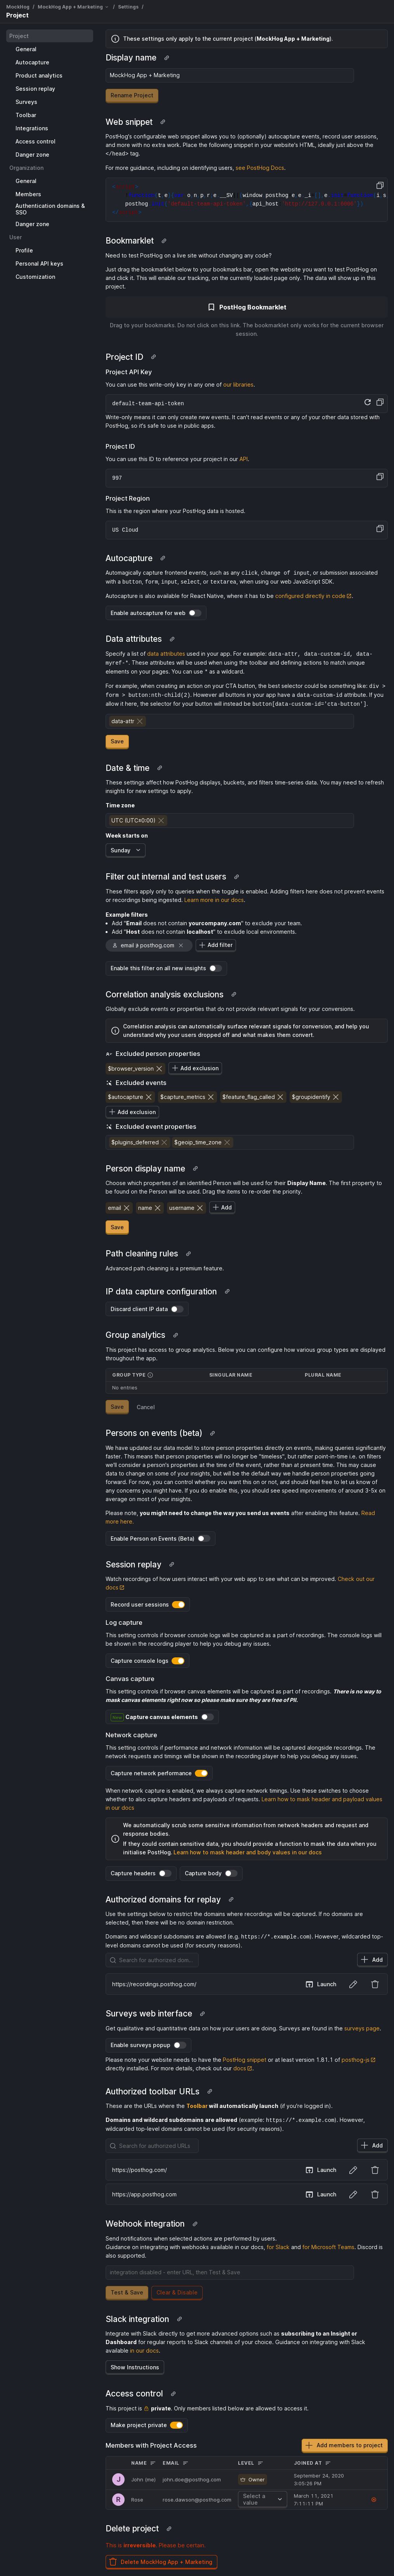 MockHog / MockHog App + Marketing / Settings /
Project
Project
General
Autocapture
Product analytics
Session replay
Surveys
Toolbar
Integrations
Access control
Danger zone
Organization
General
Members
Authentication domains &
SSO
Danger zone
User
Profile
Personal API keys
Customization
These settings only apply to the current project (MockHog App + Marketing).
Display name
MockHog App + Marketing
Rename Project
Web snippet
PostHog's configurable web snippet allows you to (optionally) autocapture events, record user sessions,
and more with no extra work. Place the following snippet in your website's HTML, ideally just above the
</head> tag.
For more guidance, including on identifying users, see PostHog Docs.
Bookmarklet
Need to test PostHog on a live site without changing any code?
Just drag the bookmarklet below to your bookmarks bar, open the website you want to test PostHog on
and click it. This will enable our tracking, on the currently loaded page only. The data will show up in this
project.
PostHog Bookmarklet
Drag to your bookmarks. Do not click on this link. The bookmarklet only works for the current browser
session.
Project ID
Project API Key
You can use this write-only key in any one of our libraries.
default-team-api-token
Write-only means it can only create new events. It can't read events or any of your other data stored with
PostHog, so it's safe to use in public apps.
Project ID
You can use this ID to reference your project in our API.
997
Project Region
This is the region where your PostHog data is hosted.
US Cloud
Autocapture
Automagically capture frontend events, such as any click, change of input, or submission associated
with a button, form, input, select, or textarea, when using our web JavaScript SDK.
Autocapture is also available for React Native, where it has to be configured directly in code.
Enable autocapture for web
Data attributes
Specify a list of data attributes used in your app. For example: data-attr, data-custom-id, data-
myref-*. These attributes will be used when using the toolbar and defining actions to match unique
elements on your pages. You can use * as a wildcard.
For example, when creating an action on your CTA button, the best selector could be something like: div >
form > button:nth-child(2). However all buttons in your app have a data-custom-id attribute. If you
allow it here, the selector for your button will instead be button[data-custom-id='cta-button'].
data-attr
Save
Date & time
These settings affect how PostHog displays, buckets, and filters time-series data. You may need to refresh
insights for new settings to apply.
Time zone
UTC (UTC±0:00)
Week starts on
Sunday
Filter out internal and test users
These filters apply only to queries when the toggle is enabled. Adding filters here does not prevent events
or recordings being ingested. Learn more in our docs.
Example filters
• Add "Email does not contain yourcompany.com" to exclude your team.
• Add "Host does not contain localhost" to exclude local environments.
email ∌ posthog.com
Add filter
Enable this filter on all new insights
Correlation analysis exclusions
Globally exclude events or properties that do not provide relevant signals for your conversions.
Correlation analysis can automatically surface relevant signals for conversion, and help you
understand why your users dropped off and what makes them convert.
Excluded person properties
$browser_version
Add exclusion
Excluded events
$autocapture $capture_metrics $feature_flag_called $groupidentify
Add exclusion
Excluded event properties
$plugins_deferred $geoip_time_zone
Person display name
Choose which properties of an identified Person will be used for their Display Name. The first property to
be found on the Person will be used. Drag the items to re-order the priority.
email name username Add
Save
Path cleaning rules
Advanced path cleaning is a premium feature.
IP data capture configuration
Discard client IP data
Group analytics
This project has access to group analytics. Below you can configure how various group types are displayed
throughout the app.
GROUP TYPE SINGULAR NAME PLURAL NAME
No entries
Save Cancel
Persons on events (beta)
We have updated our data model to store person properties directly on events, making queries significantly
faster. This means that person properties will no longer be "timeless", but rather point-in-time i.e. on filters
we'll consider a person's properties at the time of the event, rather than at present time. This may cause
data to change on some of your insights, but will be the default way we handle person properties going
forward. For now, you can control whether you want this on or not, and should feel free to let us know of
any concerns you might have. If you do enable this, you should see speed improvements of around 3-5x on
average on most of your insights.
Please note, you might need to change the way you send us events after enabling this feature. Read
more here.
Enable Person on Events (Beta)
Session replay
Watch recordings of how users interact with your web app to see what can be improved. Check out our
docs
Record user sessions
Log capture
This setting controls if browser console logs will be captured as a part of recordings. The console logs will
be shown in the recording player to help you debug any issues.
Capture console logs
Canvas capture
This setting controls if browser canvas elements will be captured as part of recordings. There is no way to
mask canvas elements right now so please make sure they are free of PII.
New Capture canvas elements
Network capture
This setting controls if performance and network information will be captured alongside recordings. The
network requests and timings will be shown in the recording player to help you debug any issues.
Capture network performance
When network capture is enabled, we always capture network timings. Use these switches to choose
whether to also capture headers and payloads of requests. Learn how to mask header and payload values
in our docs
We automatically scrub some sensitive information from network headers and request and
response bodies.
If they could contain sensitive data, you should provide a function to mask the data when you
initialise PostHog. Learn how to mask header and body values in our docs
Capture headers Capture body
Authorized domains for replay
Use the settings below to restrict the domains where recordings will be captured. If no domains are
selected, then there will be no domain restriction.
Domains and wildcard subdomains are allowed (e.g. https://*.example.com). However, wildcarded top-
level domains cannot be used (for security reasons).
Search for authorized dom...
Add
https://recordings.posthog.com/ Launch
Surveys web interface
Get qualitative and quantitative data on how your users are doing. Surveys are found in the surveys page.
Enable surveys popup
Please note your website needs to have the PostHog snippet or at least version 1.81.1 of posthog-js
directly installed. For more details, check out our docs.
Authorized toolbar URLs
These are the URLs where the Toolbar will automatically launch (if you're logged in).
Domains and wildcard subdomains are allowed (example: https://*.example.com). However,
wildcarded top-level domains cannot be used (for security reasons).
Search for authorized URLs
Add
https://posthog.com/ Launch
https://app.posthog.com Launch
Webhook integration
Send notifications when selected actions are performed by users.
Guidance on integrating with webhooks available in our docs, for Slack and for Microsoft Teams. Discord is
also supported.
integration disabled - enter URL, then Test & Save
Test & Save Clear & Disable
Slack integration
Integrate with Slack directly to get more advanced options such as subscribing to an Insight or
Dashboard for regular reports to Slack channels of your choice. Guidance on integrating with Slack
available in our docs.
Show Instructions
Access control
This project is private. Only members listed below are allowed to access it.
Make project private
Members with Project Access
Add members to project
NAME EMAIL LEVEL JOINED AT
J John (me) john.doe@posthog.com Owner September 24, 2020
3:05:26 PM
R Rose rose.dawson@posthog.com Select a
value
March 11, 2021
7:11:11 PM
Delete project
This is irreversible. Please be certain.
Delete MockHog App + Marketing